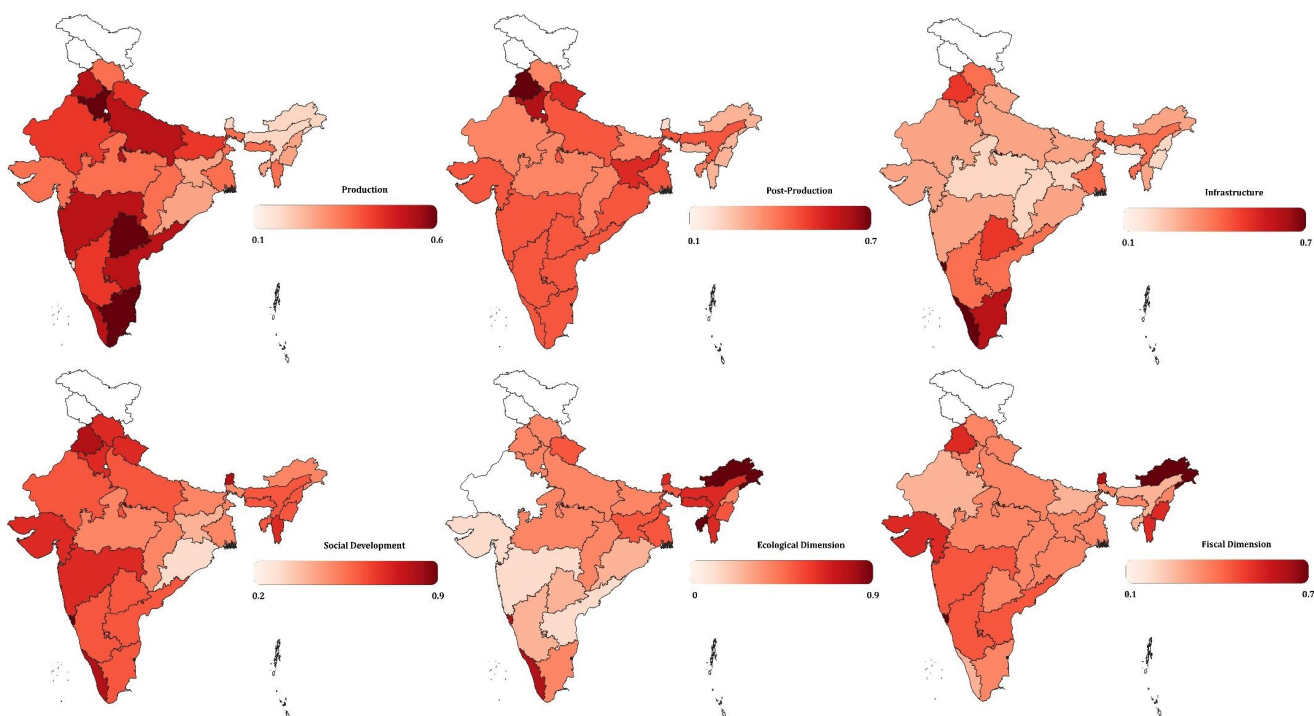 Production
0.1 0.6
Post-Production
0.1 0.7
Infrastructure
0.1 0.7
Social Development
0.2 0.9
Ecological Dimension
0 0.9
Fiscal Dimension
0.1 0.7